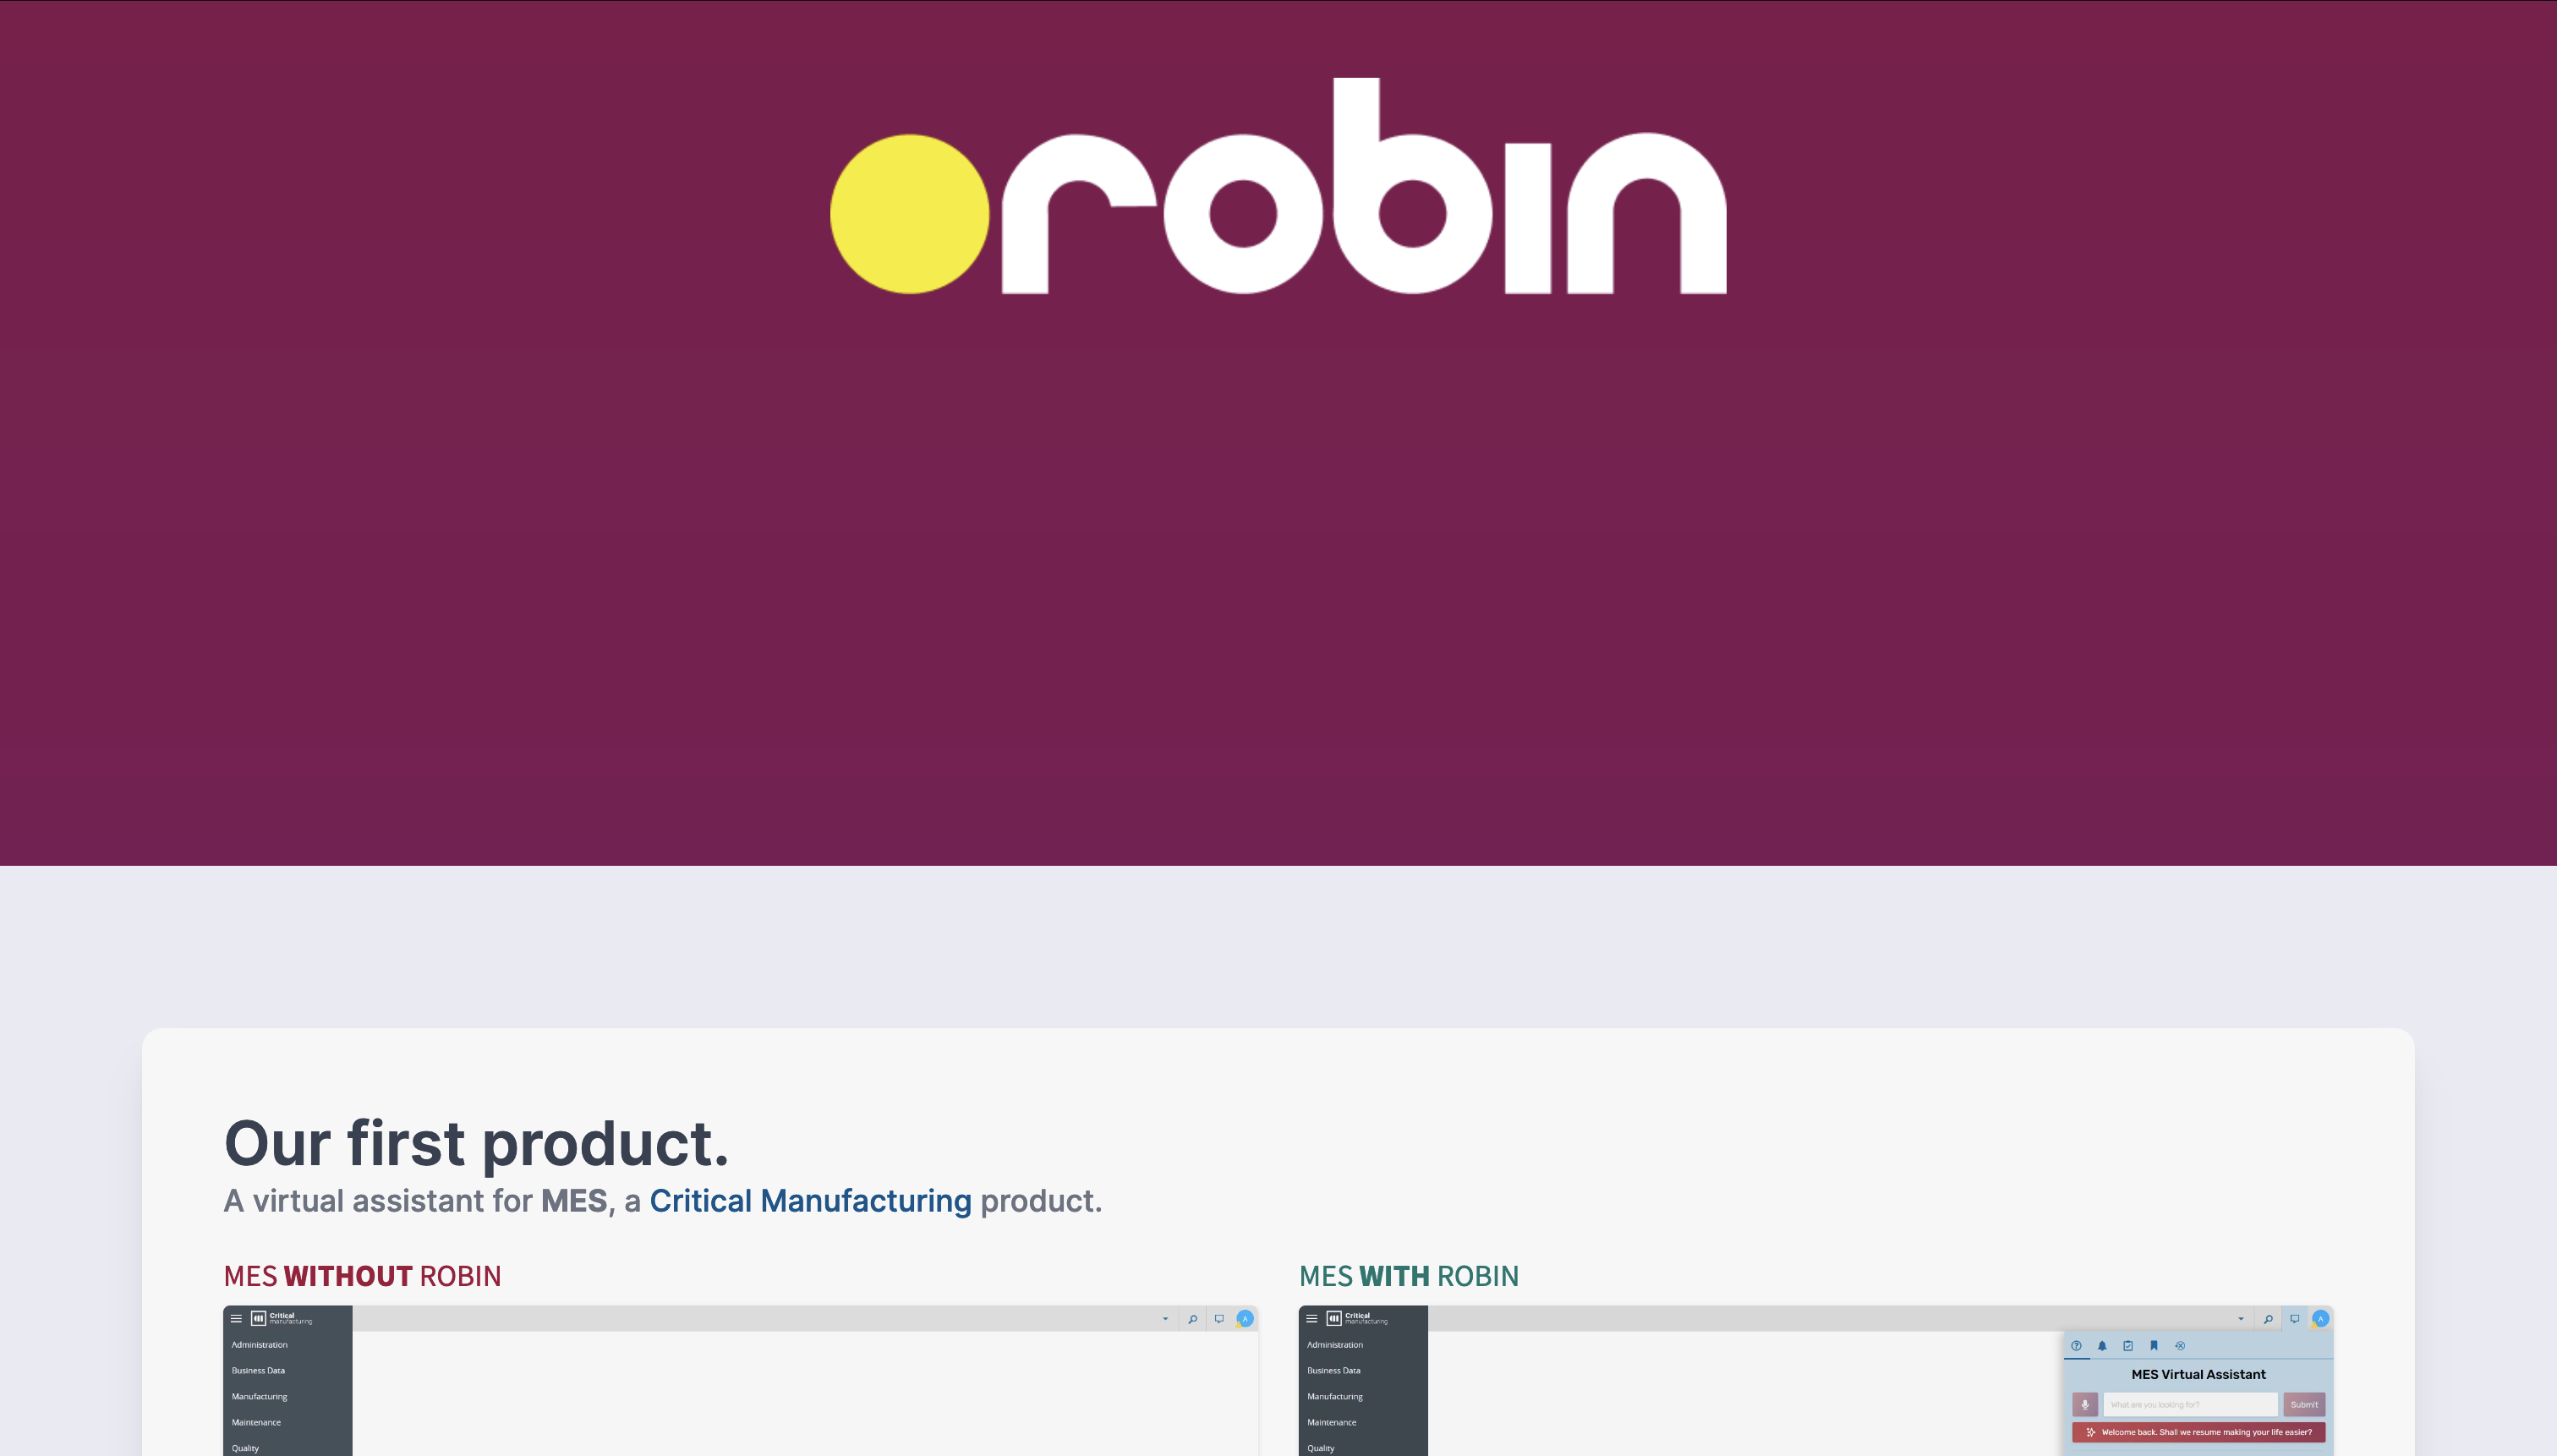 robin
Our first product.
A virtual assistant for MES, a Critical Manufacturing product.
MES WITHOUT ROBIN
Critical
manufacturing
A
Administration
Business Data
Manufacturing
Maintenance
Quality
MES WITH ROBIN
Critical
manufacturing
A
Administration
Business Data
Manufacturing
Maintenance
Quality
MES Virtual Assistant
What are you looking for?
Submit
Welcome back. Shall we resume making your life easier?